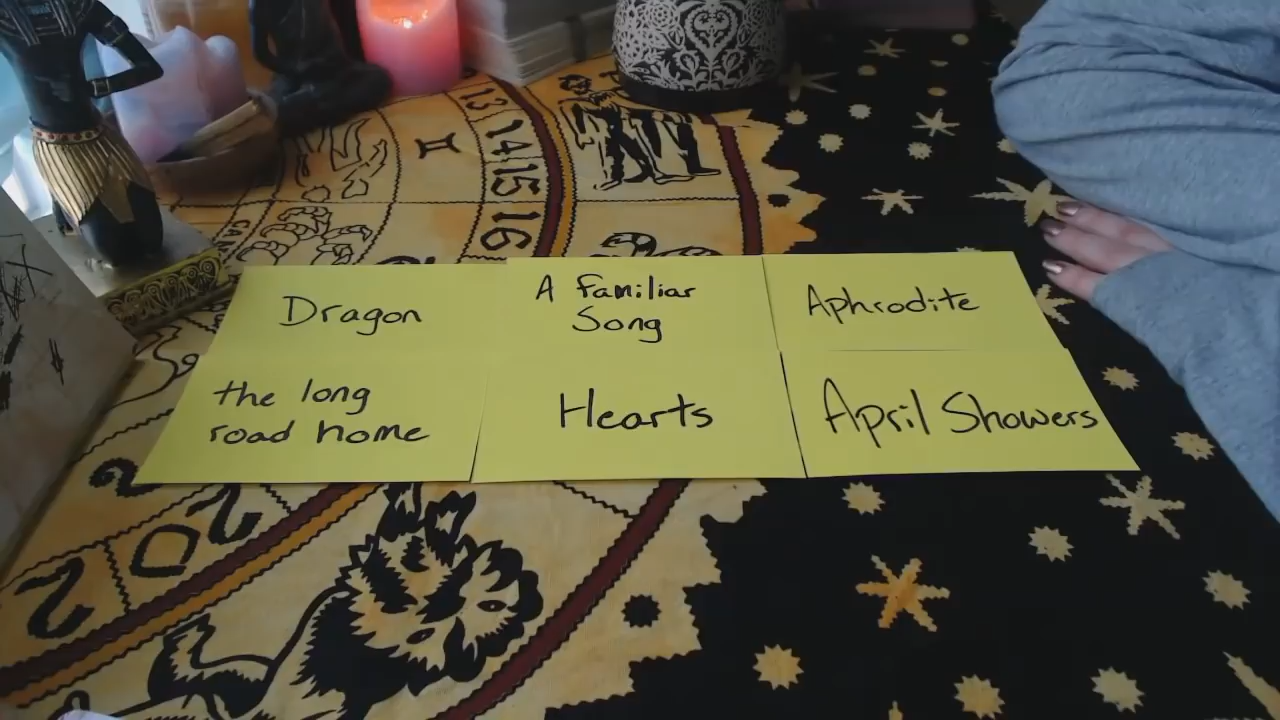 13
14
15
16
Dragon
A Familiar
Song
Aphrodite
the long
road home
Hearts
April Showers